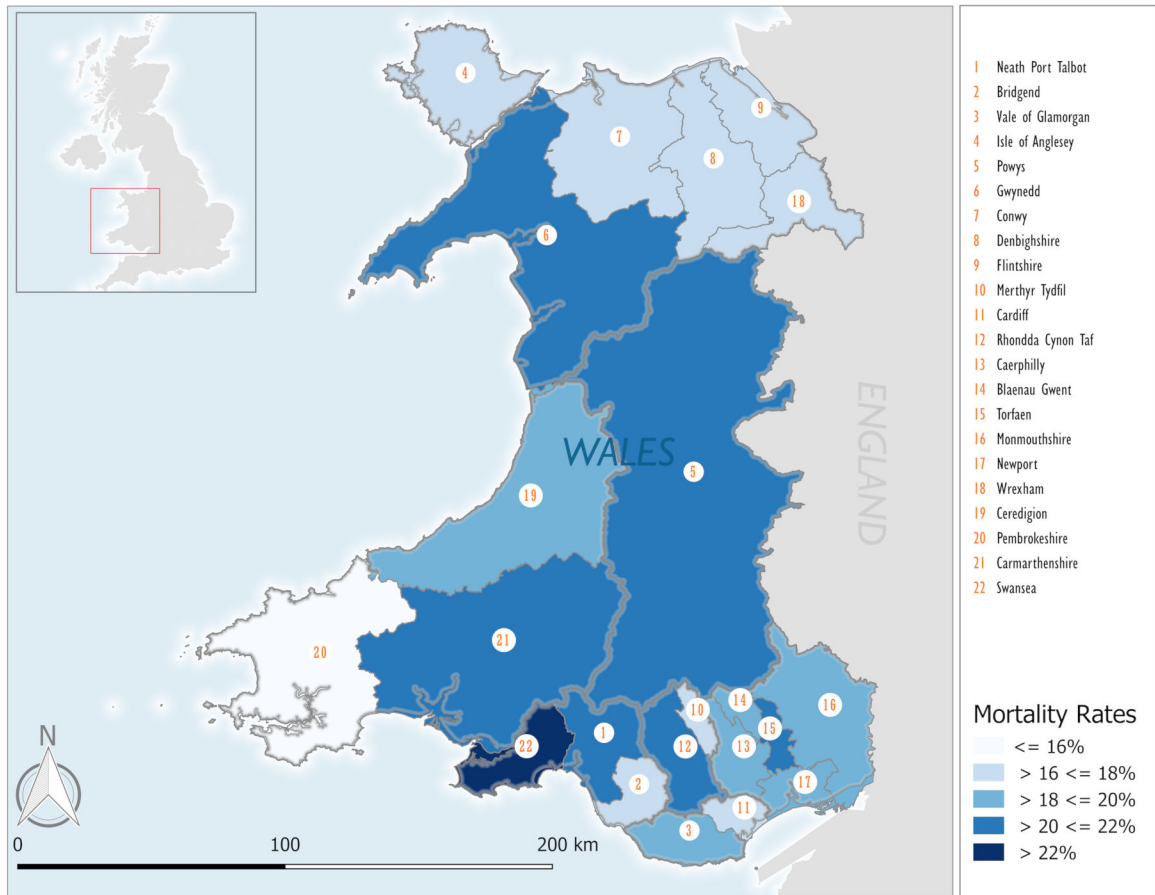 4
7
9
8
18
6
WALES
ENGLAND
5
19
20
21
22
1
2
3
10
12
11
14
13
15
16
17
N
0
100
200 km
1 Neath Port Talbot
2 Bridgend
3 Vale of Glamorgan
4 Isle of Anglesey
5 Powys
6 Gwynedd
7 Conwy
8 Denbighshire
9 Flintshire
10 Merthyr Tydfil
11 Cardiff
12 Rhondda Cynon Taf
13 Caerphilly
14 Blaenau Gwent
15 Torfaen
16 Monmouthshire
17 Newport
18 Wrexham
19 Ceredigion
20 Pembrokeshire
21 Carmarthenshire
22 Swansea
Mortality Rates
<= 16%
> 16 <= 18%
> 18 <= 20%
> 20 <= 22%
> 22%